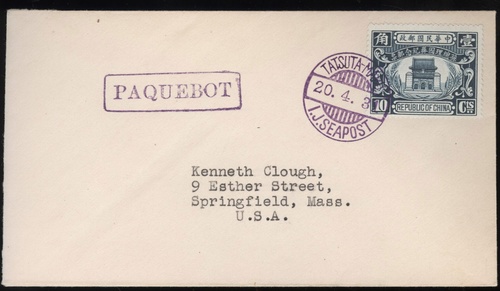 中華民國郵政
角 壹
10 CTS
REPUBLIC OF CHINA
TATSUTA-M
20. 4. 3
I.J.SEAPOST
PAQUEBOT
Kenneth Clough,
9 Esther Street,
Springfield, Mass.
U.S.A.